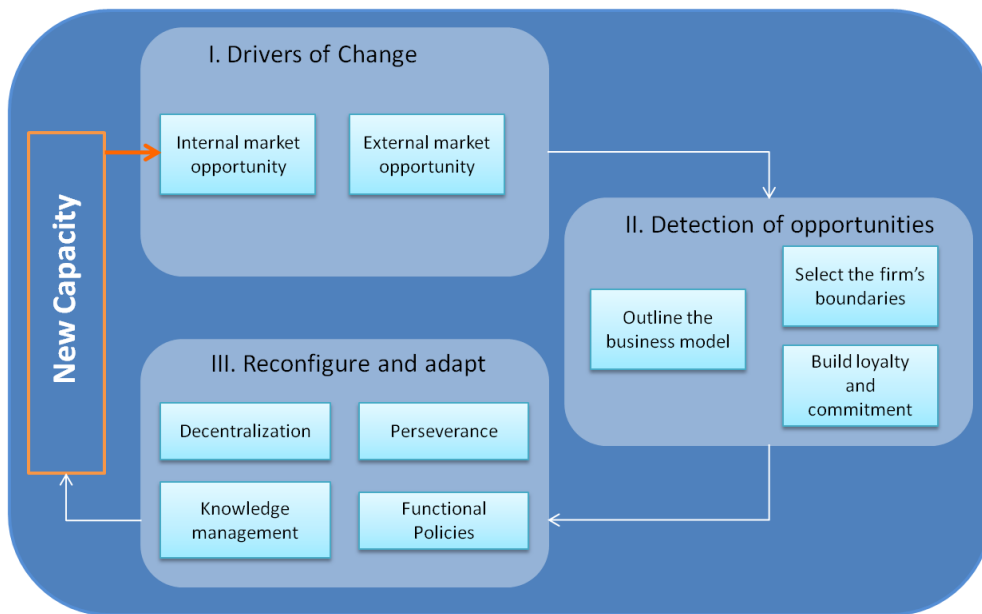 I. Drivers of Change
Internal market
opportunity
External market
opportunity
New Capacity
II. Detection of opportunities
Select the firm's
boundaries
Outline the
business model
Build loyalty
and
commitment
III. Reconfigure and adapt
Decentralization
Perseverance
Knowledge
management
Functional
Policies